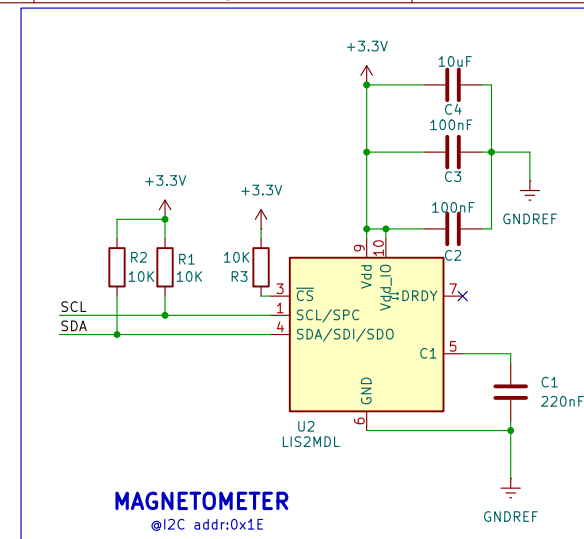 +3.3V
10uF
C4
100nF
C3
GNDREF
100nF
C2
+3.3V
+3.3V
R2
10K
R1
10K
10K
R3
9
Vdd
10
Vdd_IO
3
CS
DRDY
7
SCL
1
SCL/SPC
SDA
4
SDA/SDI/SDO
C1
5
C1
220nF
GND
6
U2
LIS2MDL
GNDREF
MAGNETOMETER
@I2C addr:0x1E